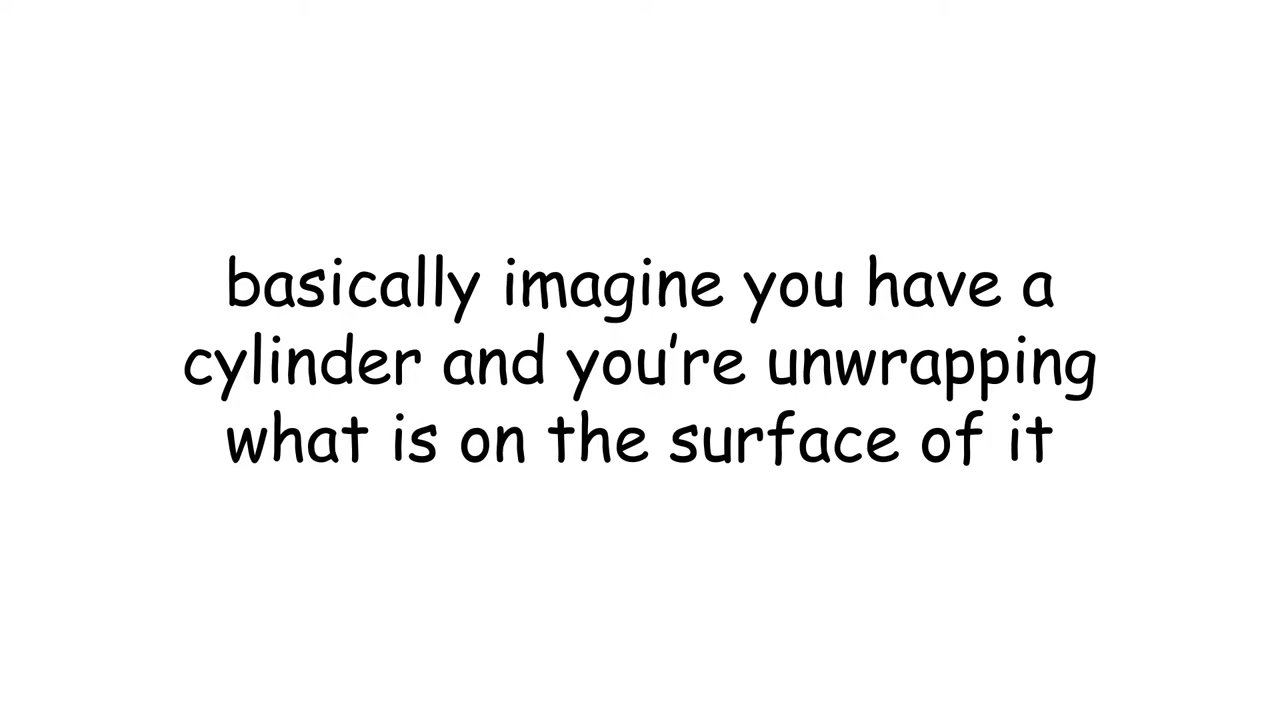 basically imagine you have a
cylinder and you're unwrapping
what is on the surface of it